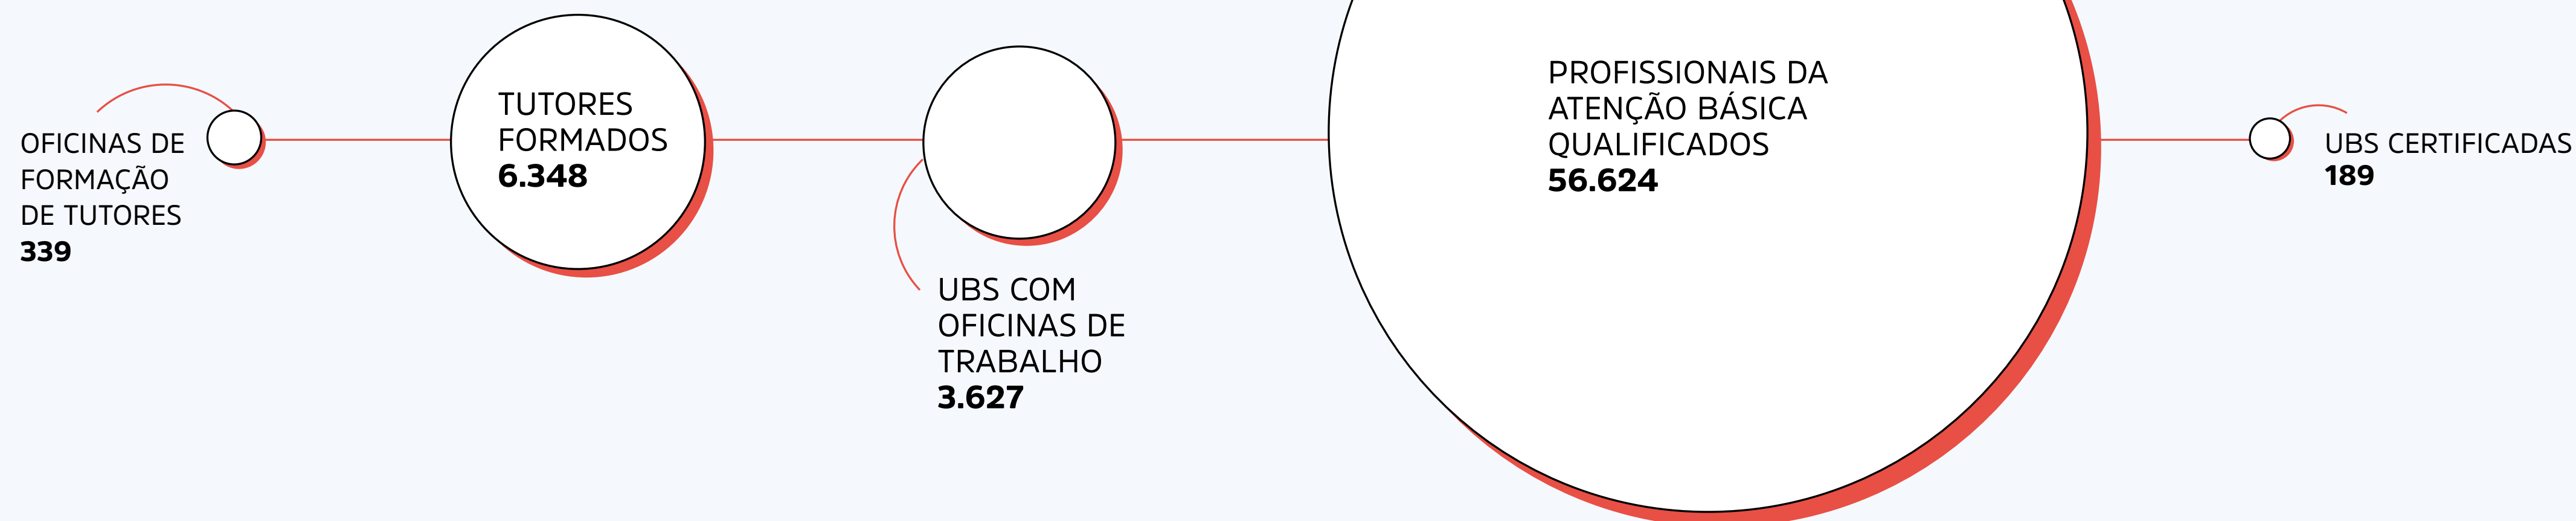 OFICINAS DE
FORMAÇÃO
DE TUTORES
339
TUTORES
FORMADOS
6.348
UBS COM
OFICINAS DE
TRABALHO
3.627
PROFISSIONAIS DA
ATENÇÃO BÁSICA
QUALIFICADOS
56.624
UBS CERTIFICADAS
189